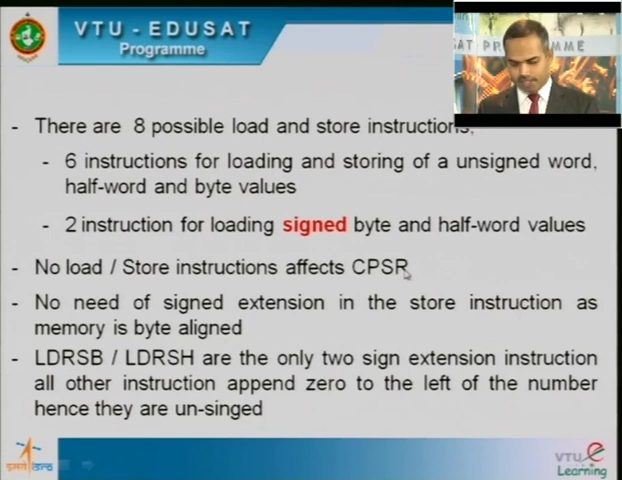 VTU - EDUSAT
Programme
SAT PROGRAMME
- There are 8 possible load and store instructions,
- 6 instructions for loading and storing of a unsigned word,
half-word and byte values
- 2 instruction for loading signed byte and half-word values
- No load / Store instructions affects CPSR
- No need of signed extension in the store instruction as
memory is byte aligned
- LDRSB / LDRSH are the only two sign extension instruction
all other instruction append zero to the left of the number
hence they are un-singed
VTU e
Learning